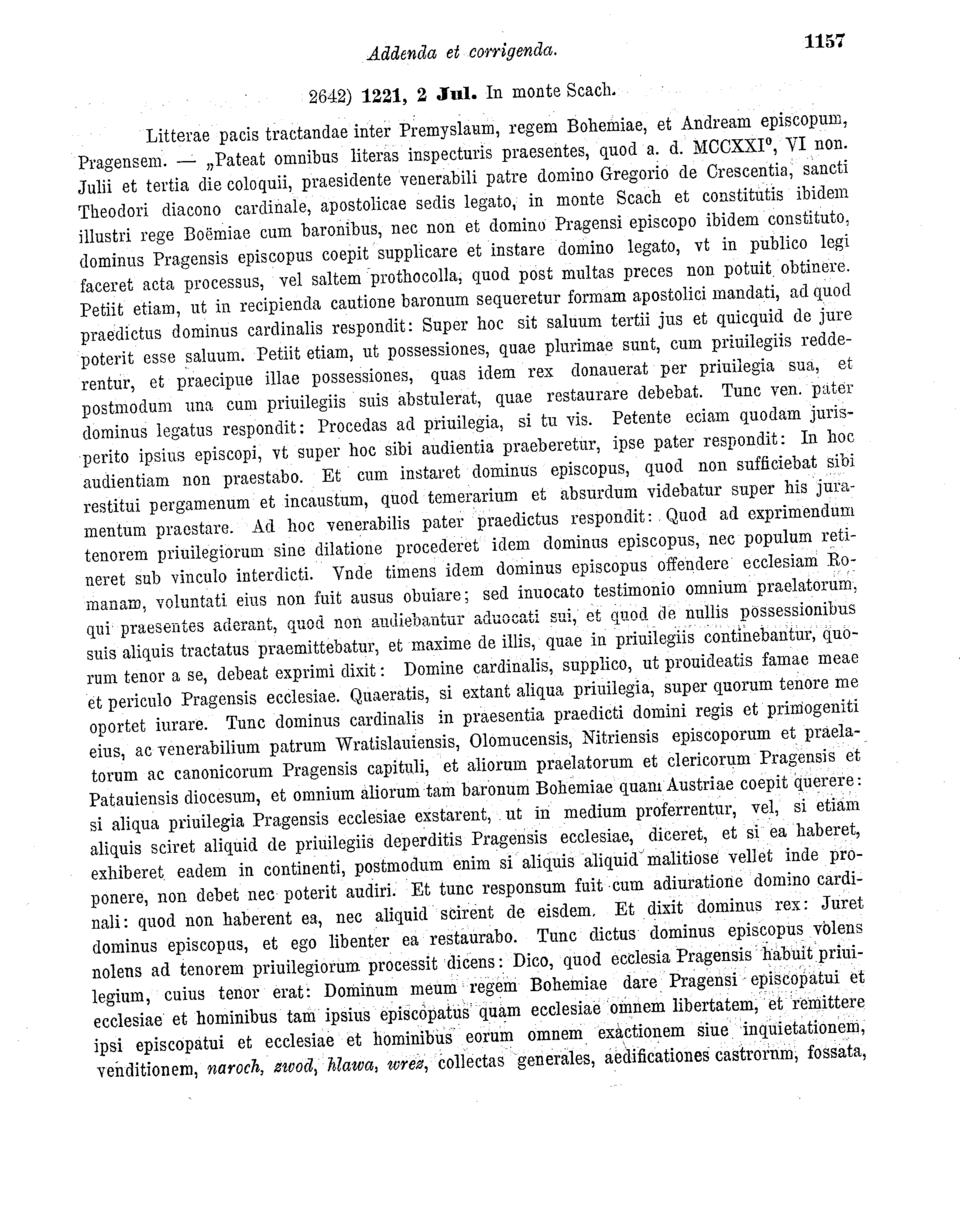 Addenda et corrigenda.
1157
2642) 1221, 2 Jul. In monte Scach.
Litterae pacis tractandae inter Premyslaum, regem Bohemiae, et Andream episcopum,
Pragensem. — „Pateat omnibus literas inspecturis praesentes, quod a. d. MCCXXI⁰, VI non.
Julii et tertia die coloquii, praesidente venerabili patre domino Gregorio de Crescentia, sancti
Theodori diacono cardinale, apostolicae sedis legato, in monte Scach et constitutis ibidem
illustri rege Boëmiae cum baronibus, nec non et domino Pragensi episcopo ibidem constituto,
dominus Pragensis episcopus coepit supplicare et instare domino legato, vt in publico legi
faceret acta processus, vel saltem prothocolla, quod post multas preces non potuit obtinere.
Petiit etiam, ut in recipienda cautione baronum sequeretur formam apostolici mandati, ad quod
praedictus dominus cardinalis respondit: Super hoc sit saluum tertii jus et quicquid de jure
poterit esse saluum. Petiit etiam, ut possessiones, quae plurimae sunt, cum priuilegiis redde-
rentur, et praecipue illae possessiones, quas idem rex donauerat per priuilegia sua, et
postmodum una cum priuilegiis suis abstulerat, quae restaurare debebat. Tunc ven. pater
dominus legatus respondit: Procedas ad priuilegia, si tu vis. Petente eciam quodam juris-
perito ipsius episcopi, vt super hoc sibi audientia praeberetur, ipse pater respondit: In hoc
audientiam non praestabo. Et cum instaret dominus episcopus, quod non sufficiebat sibi
restitui pergamenum et incaustum, quod temerarium et absurdum videbatur super his jura-
mentum praestare. Ad hoc venerabilis pater praedictus respondit: Quod ad exprimendum
tenorem priuilegiorum sine dilatione procederet idem dominus episcopus, nec populum reti-
neret sub vinculo interdicti. Vnde timens idem dominus episcopus offendere ecclesiam Ro-
manam, voluntati eius non fuit ausus obuiare; sed inuocato testimonio omnium praelatorum,
qui praesentes aderant, quod non audiebantur aduocati sui, et quod de nullis possessionibus
suis aliquis tractatus praemittebatur, et maxime de illis, quae in priuilegiis continebantur, quo-
rum tenor a se, debeat exprimi dixit: Domine cardinalis, supplico, ut prouideatis famae meae
et periculo Pragensis ecclesiae. Quaeratis, si extant aliqua priuilegia, super quorum tenore me
oportet iurare. Tunc dominus cardinalis in praesentia praedicti domini regis et primogeniti
eius, ac venerabilium patrum Wratislauiensis, Olomucensis, Nitriensis episcoporum et praela-
torum ac canonicorum Pragensis capituli, et aliorum praelatorum et clericorum Pragensis et
Patauiensis diocesum, et omnium aliorum tam baronum Bohemiae quam Austriae coepit querere:
si aliqua priuilegia Pragensis ecclesiae exstarent, ut in medium proferrentur, vel, si etiam
aliquis sciret aliquid de priuilegiis deperditis Pragensis ecclesiae, diceret, et si ea haberet,
exhiberet eadem in continenti, postmodum enim si aliquis aliquid malitiose vellet inde pro-
ponere, non debet nec poterit audiri. Et tunc responsum fuit cum adiuratione domino cardi-
nali: quod non haberent ea, nec aliquid scirent de eisdem. Et dixit dominus rex: Juret
dominus episcopus, et ego libenter ea restaurabo. Tunc dictus dominus episcopus volens
nolens ad tenorem priuilegiorum processit dicens: Dico, quod ecclesia Pragensis habuit priui-
legium, cuius tenor erat: Dominum meum regem Bohemiae dare Pragensi episcopatui et
ecclesiae et hominibus tam ipsius episcopatus quam ecclesiae omnem libertatem, et remittere
ipsi episcopatui et ecclesiae et hominibus eorum omnem exactionem siue inquietationem,
venditionem, naroch, zwod, hlawa, wrez, collectas generales, aedificationes castrorum, fossata,